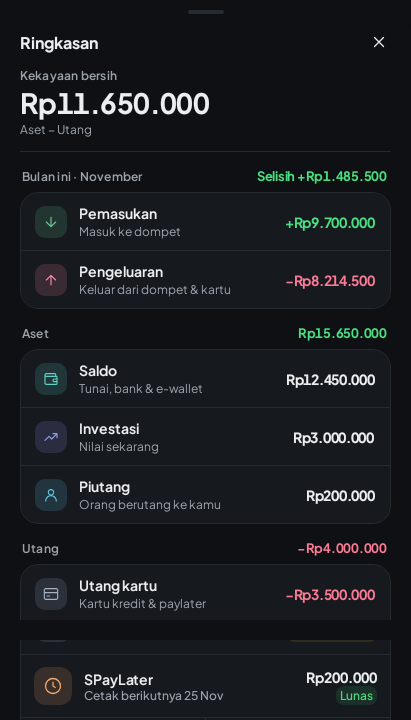 Ringkasan
Kekayaan bersih
Rp11.650.000
Aset – Utang
Bulan ini · November
Selisih +Rp1.485.500
Pemasukan
+Rp9.700.000
Masuk ke dompet
Pengeluaran
−Rp8.214.500
Keluar dari dompet & kartu
Aset
Rp15.650.000
Saldo
Rp12.450.000
Tunai, bank & e-wallet
Investasi
Rp3.000.000
Nilai sekarang
Piutang
Rp200.000
Orang berutang ke kamu
Utang
−Rp4.000.000
Utang kartu
−Rp3.500.000
Kartu kredit & paylater
SPayLater
Rp200.000
Cetak berikutnya 25 Nov
Lunas